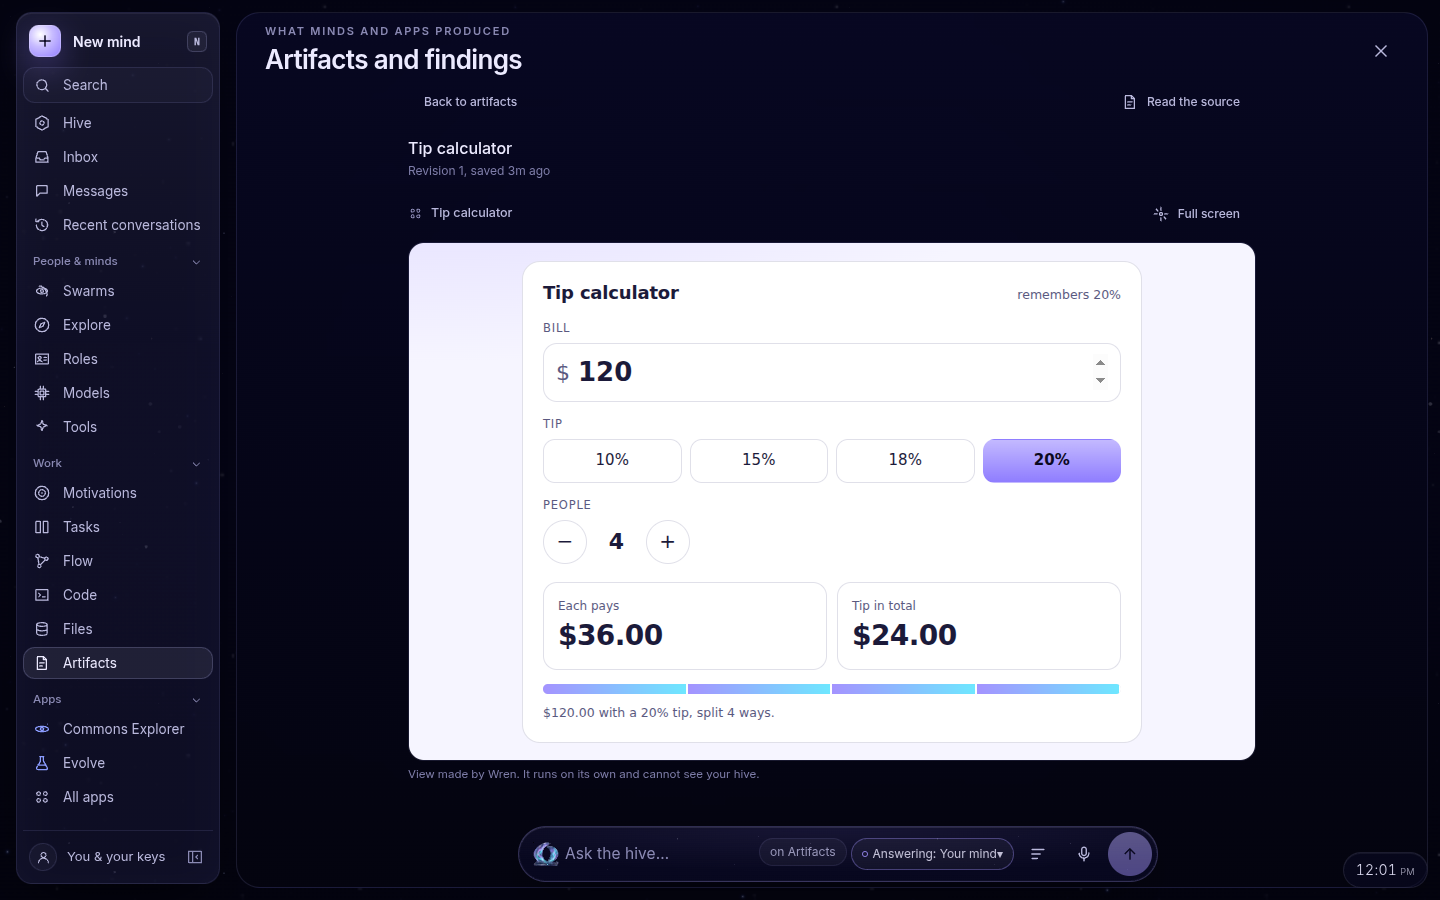 New mind
N
Search
Hive
Inbox
Messages
Recent conversations
People & minds
Swarms
Explore
Roles
Models
Tools
Work
Motivations
Tasks
Flow
Code
Files
Artifacts
Apps
Commons Explorer
Evolve
All apps
You & your keys
WHAT MINDS AND APPS PRODUCED
Artifacts and findings
Back to artifacts
Read the source
Tip calculator
Revision 1, saved 3m ago
Tip calculator
Full screen
Tip calculator
remembers 20%
BILL
$ 120
TIP
10% 15% 18% 20%
PEOPLE
− 4 +
Each pays
$36.00
Tip in total
$24.00
$120.00 with a 20% tip, split 4 ways.
View made by Wren. It runs on its own and cannot see your hive.
Ask the hive...
on Artifacts
Answering: Your mind▾
12:01 PM